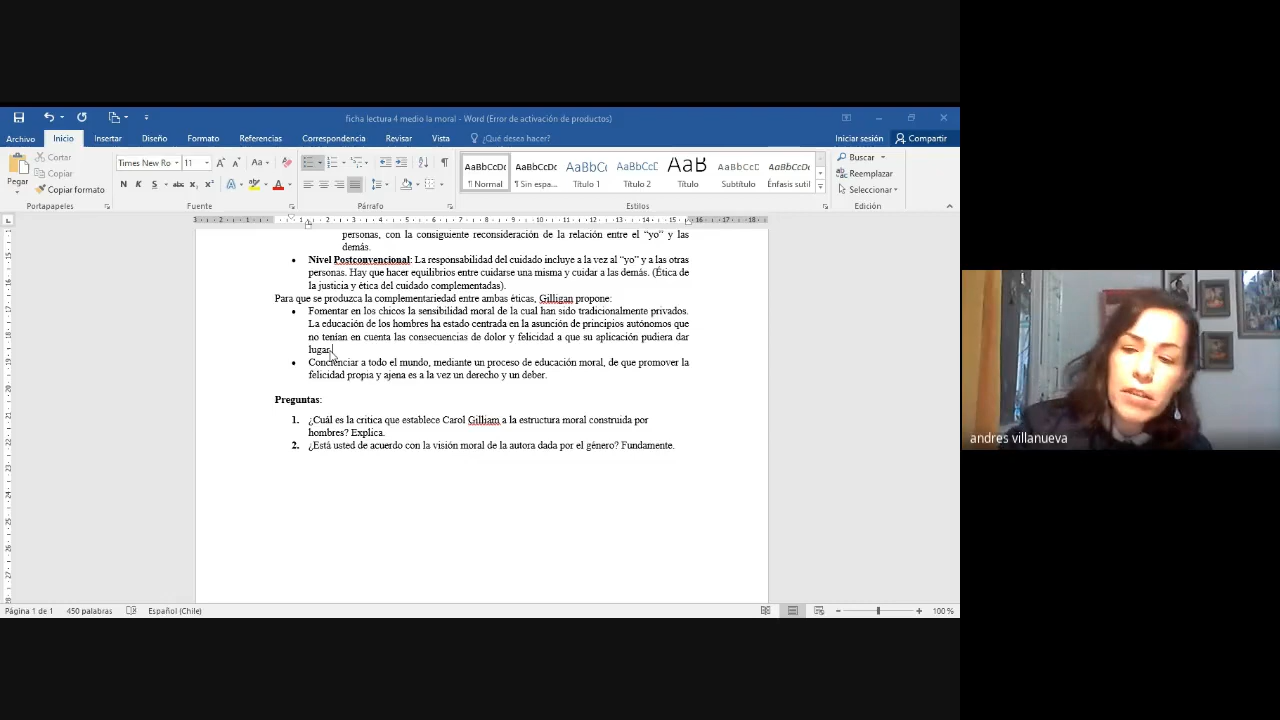 ficha lectura 4 medio la moral - Word (Error de activación de productos)
Archivo Inicio Insertar Diseño Formato Referencias Correspondencia Revisar Vista ¿Qué desea hacer? Iniciar sesión Compartir
Pegar
Cortar
Copiar
Copiar formato
Portapapeles
Times New Ro 11
Aa
N K S abc x₂ x²
Fuente
Párrafo
AaBbCcDc AaBbCcDc AaBbCc AaBbCcD AaB AaBbCcD AaBbCcDc
¶ Normal ¶ Sin espa... Título 1 Título 2 Título Subtítulo Énfasis sutil
Estilos
Buscar
Reemplazar
Seleccionar
Edición
personas, con la consiguiente reconsideración de la relación entre el “yo” y las
demás.
• Nivel Postconvencional: La responsabilidad del cuidado incluye a la vez al “yo” y a las otras
personas. Hay que hacer equilibrios entre cuidarse una misma y cuidar a las demás. (Ética de
la justicia y ética del cuidado complementadas).
Para que se produzca la complementariedad entre ambas éticas, Gilligan propone:
• Fomentar en los chicos la sensibilidad moral de la cual han sido tradicionalmente privados.
La educación de los hombres ha estado centrada en la asunción de principios autónomos que
no tenían en cuenta las consecuencias de dolor y felicidad a que su aplicación pudiera dar
lugar.
• Concienciar a todo el mundo, mediante un proceso de educación moral, de que promover la
felicidad propia y ajena es a la vez un derecho y un deber.
Preguntas:
1. ¿Cuál es la critica que establece Carol Gilliam a la estructura moral construida por
hombres? Explica.
2. ¿Está usted de acuerdo con la visión moral de la autora dada por el género? Fundamente.
Página 1 de 1 450 palabras Español (Chile) 100 %
andres villanueva